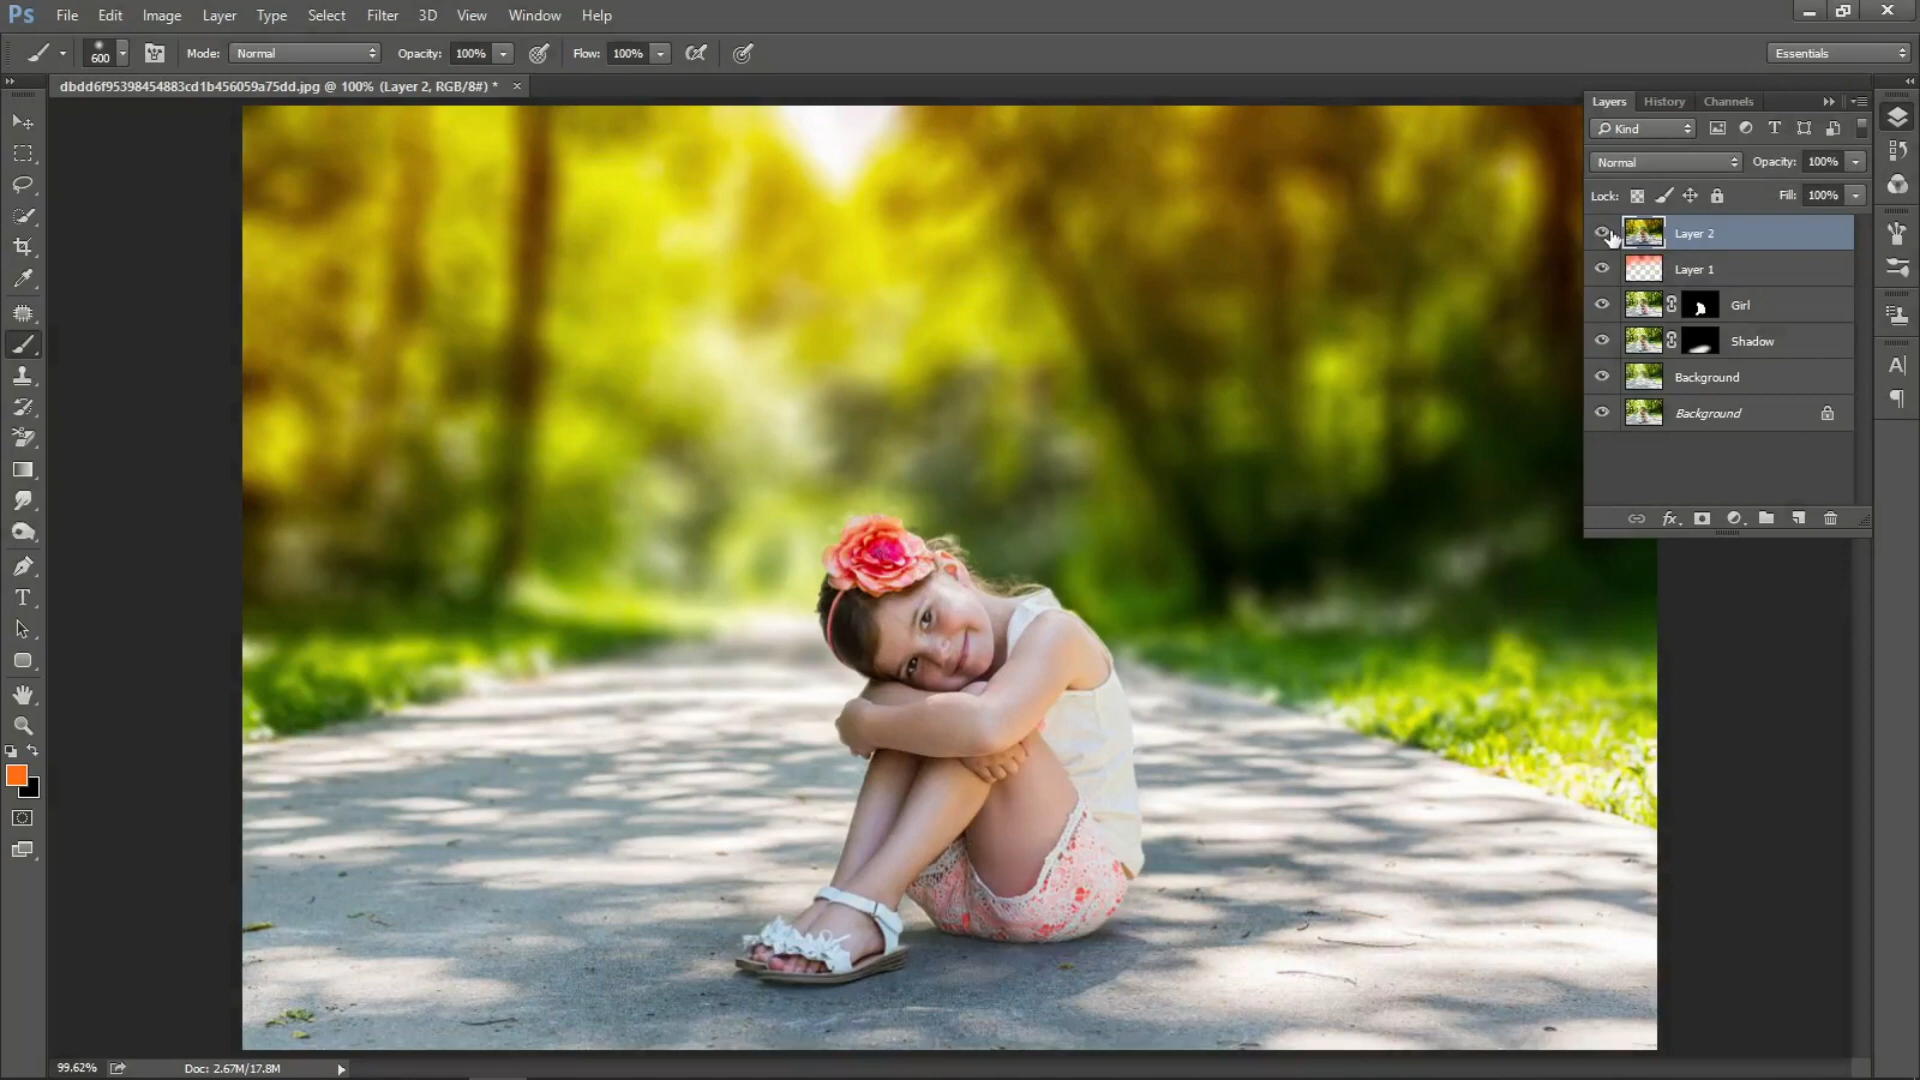 Ps File Edit Image Layer Type Select Filter 3D View Window Help
600 Mode: Normal Opacity: 100% Flow: 100% Essentials
dbdd6f95398454883cd1b456059a75dd.jpg @ 100% (Layer 2, RGB/8#) * ×
Layers History Channels
Kind
Normal Opacity: 100%
Lock: Fill: 100%
Layer 2
Layer 1
Girl
Shadow
Background
Background
99.62% Doc: 2.67M/17.8M